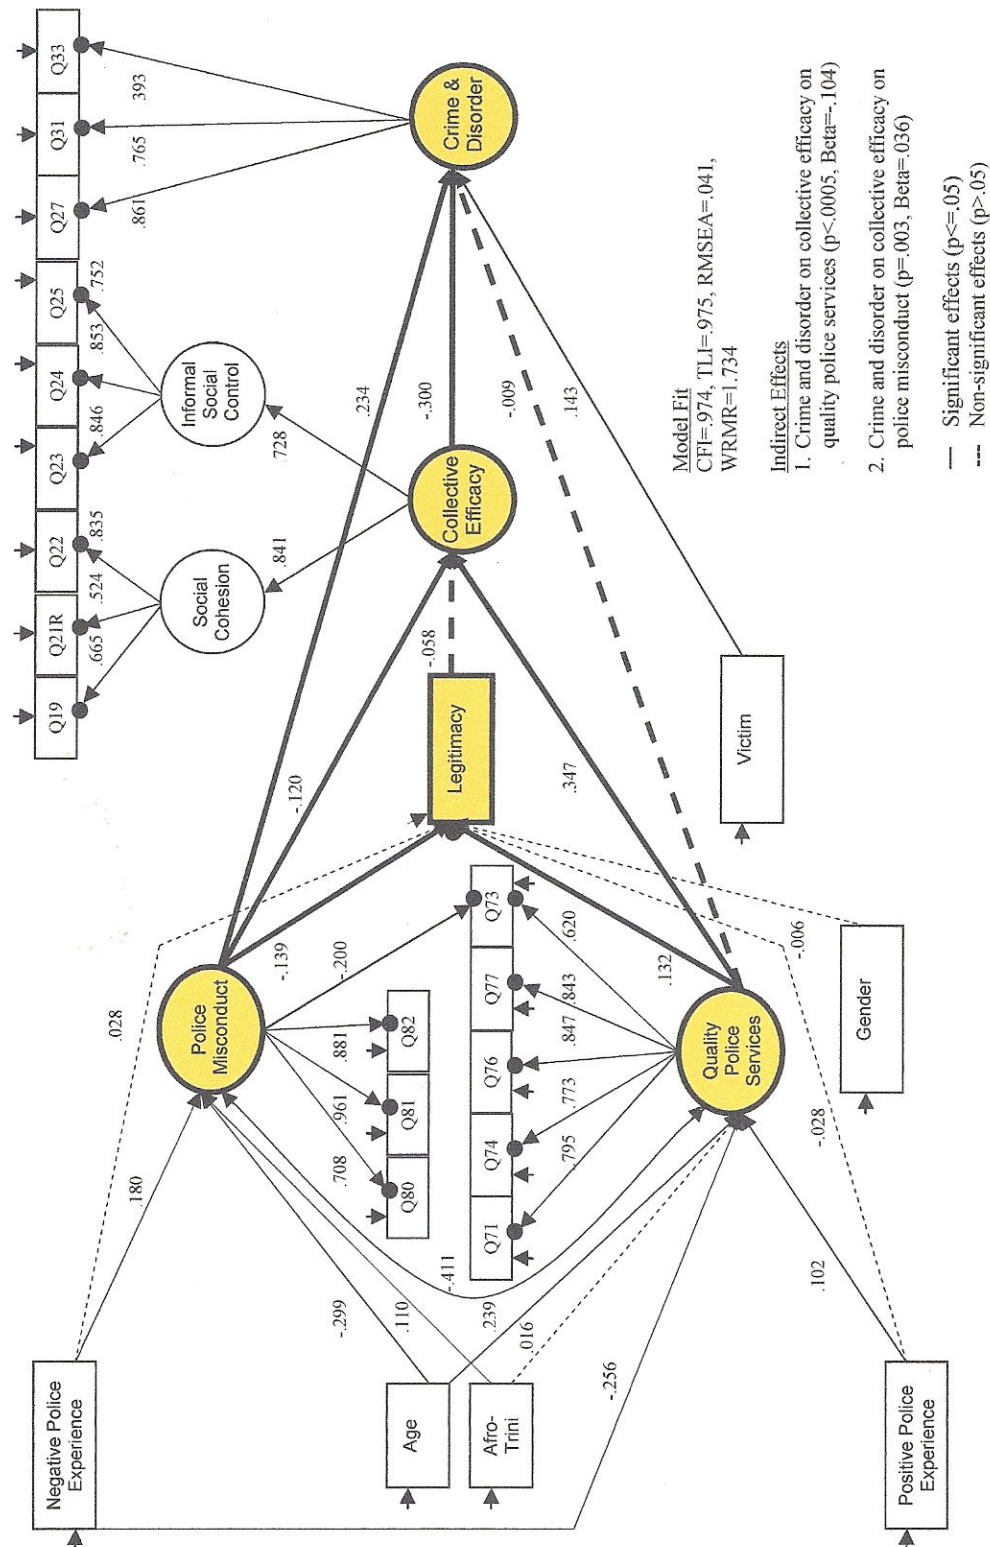 Negative Police
Experience
.180
.028
-.256
Age
-.299
.239
Afro-
Trini
.110
.016
Positive Police
Experience
.102
-.028
Police
Misconduct
-.411
Q80
Q81
Q82
.708
.961
.881
Q71
Q74
Q76
Q77
Q73
.795
.773
.847
.843
.620
-.200
Quality
Police
Services
-.139
.132
Gender
-.006
Legitimacy
-.120
-.058
.347
Victim
.143
Collective
Efficacy
.841
.728
Social
Cohesion
Informal
Social
Control
Q19
Q21R
Q22
Q23
Q24
Q25
Q27
Q31
Q33
.665
.524
.835
.846
.853
.752
.861
.765
393
.234
-.300
-.009
Crime &
Disorder
Model Fit
CFI=.974, TLI=.975, RMSEA=.041,
WRMR=1.734
Indirect Effects
1. Crime and disorder on collective efficacy on
quality police services (p<.0005, Beta=-.104)
2. Crime and disorder on collective efficacy on
police misconduct (p=.003, Beta=.036)
— Significant effects (p<=.05)
--- Non-significant effects (p>.05)